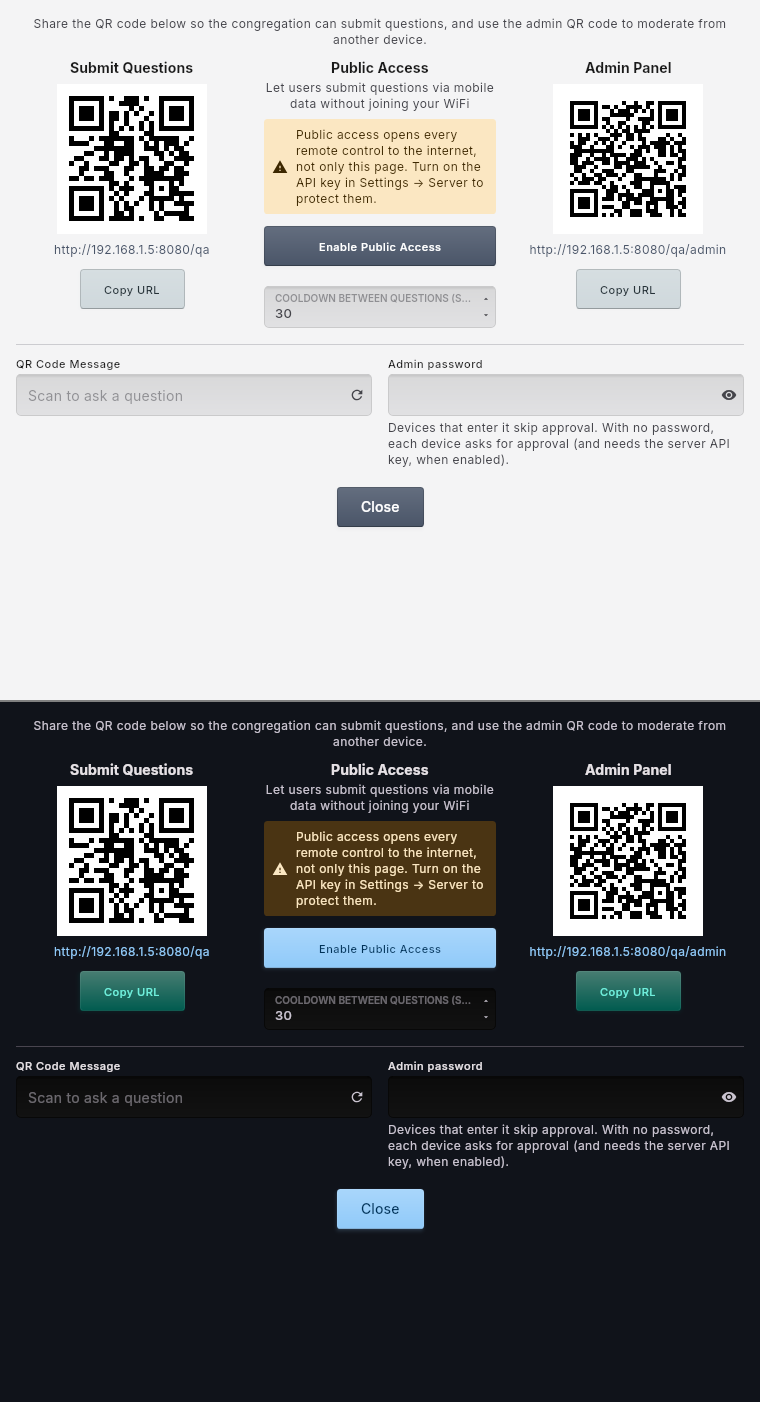 Share the QR code below so the congregation can submit questions, and use the admin QR code to moderate from
another device.
Submit Questions
http://192.168.1.5:8080/qa
Copy URL
Public Access
Let users submit questions via mobile
data without joining your WiFi
Public access opens every
remote control to the internet,
not only this page. Turn on the
API key in Settings → Server to
protect them.
Enable Public Access
COOLDOWN BETWEEN QUESTIONS (S...
30
Admin Panel
http://192.168.1.5:8080/qa/admin
Copy URL
QR Code Message
Scan to ask a question
Admin password
Devices that enter it skip approval. With no password,
each device asks for approval (and needs the server API
key, when enabled).
Close
Share the QR code below so the congregation can submit questions, and use the admin QR code to moderate from
another device.
Submit Questions
http://192.168.1.5:8080/qa
Copy URL
Public Access
Let users submit questions via mobile
data without joining your WiFi
Public access opens every
remote control to the internet,
not only this page. Turn on the
API key in Settings → Server to
protect them.
Enable Public Access
COOLDOWN BETWEEN QUESTIONS (S...
30
Admin Panel
http://192.168.1.5:8080/qa/admin
Copy URL
QR Code Message
Scan to ask a question
Admin password
Devices that enter it skip approval. With no password,
each device asks for approval (and needs the server API
key, when enabled).
Close